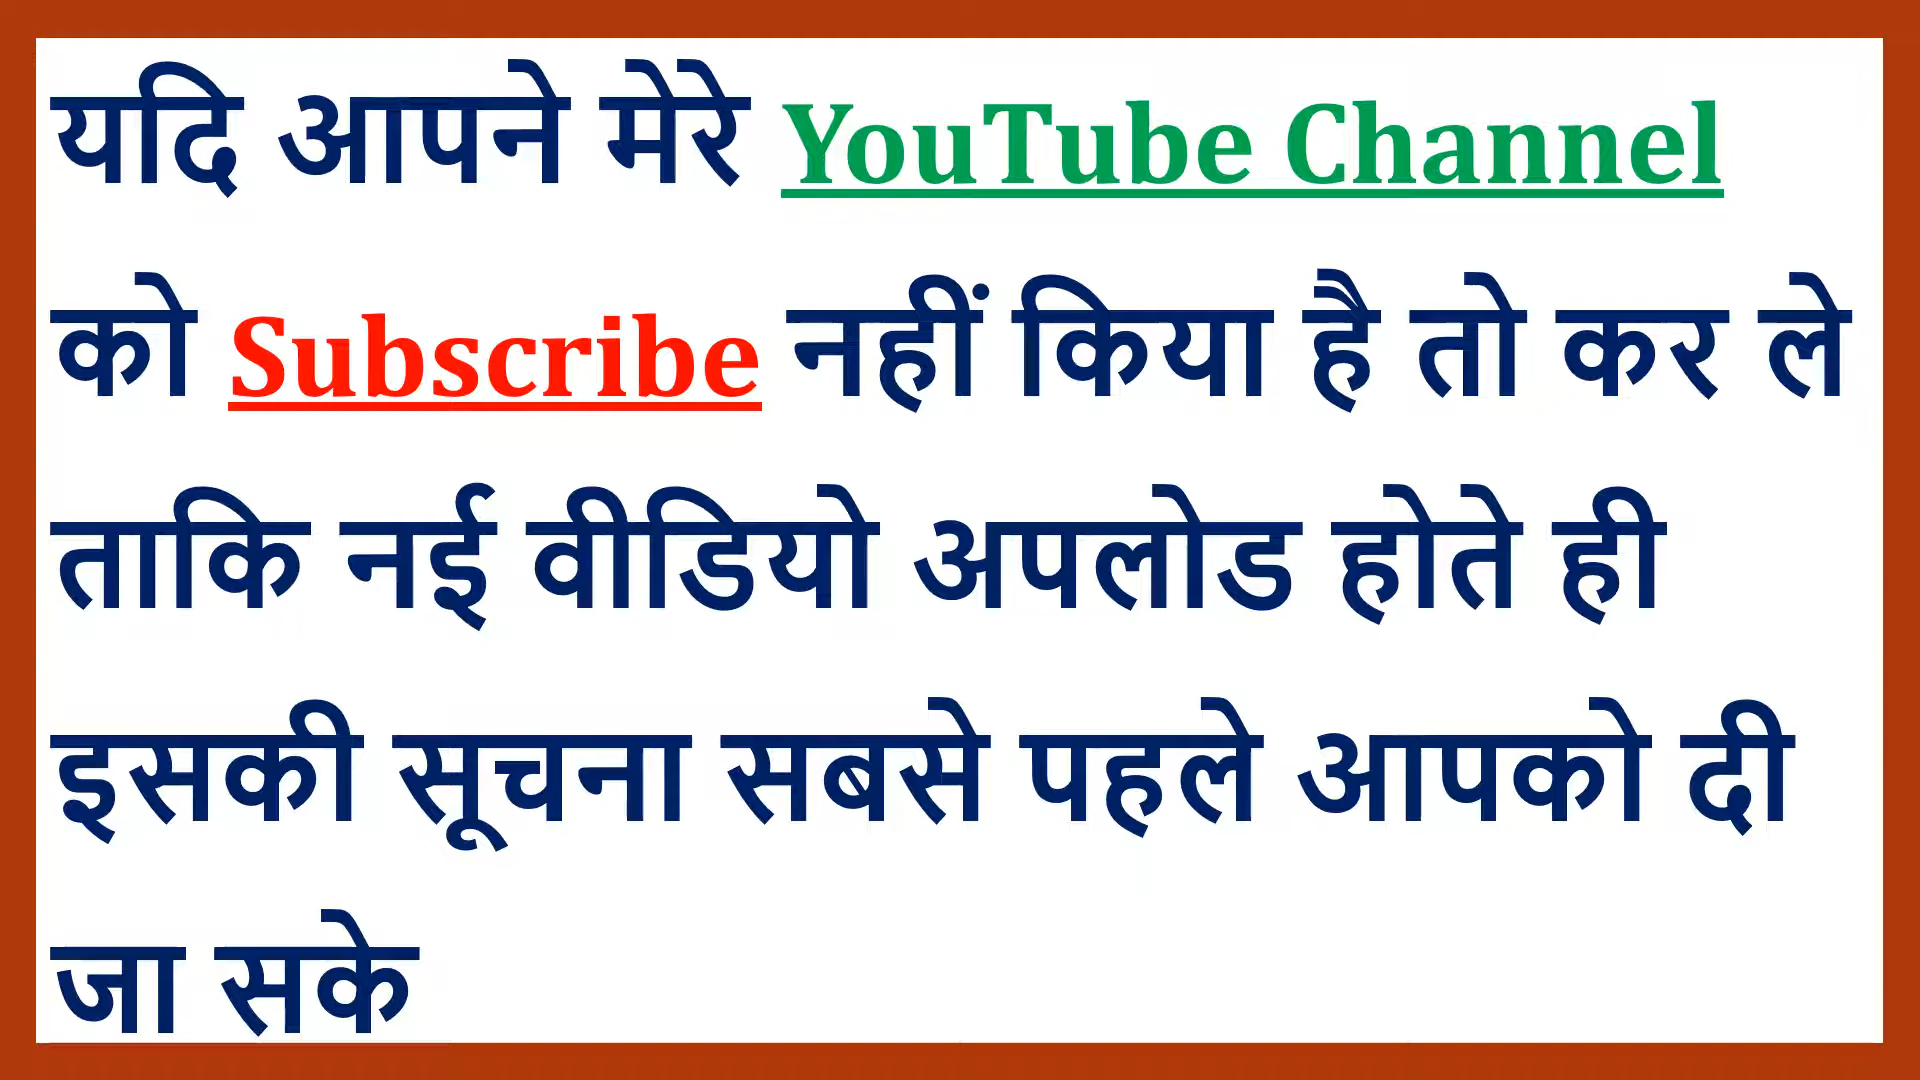 यदि आपने मेरे YouTube Channel
को Subscribe नहीं किया है तो कर ले
ताकि नई वीडियो अपलोड होते ही
इसकी सूचना सबसे पहले आपको दी
जा सके